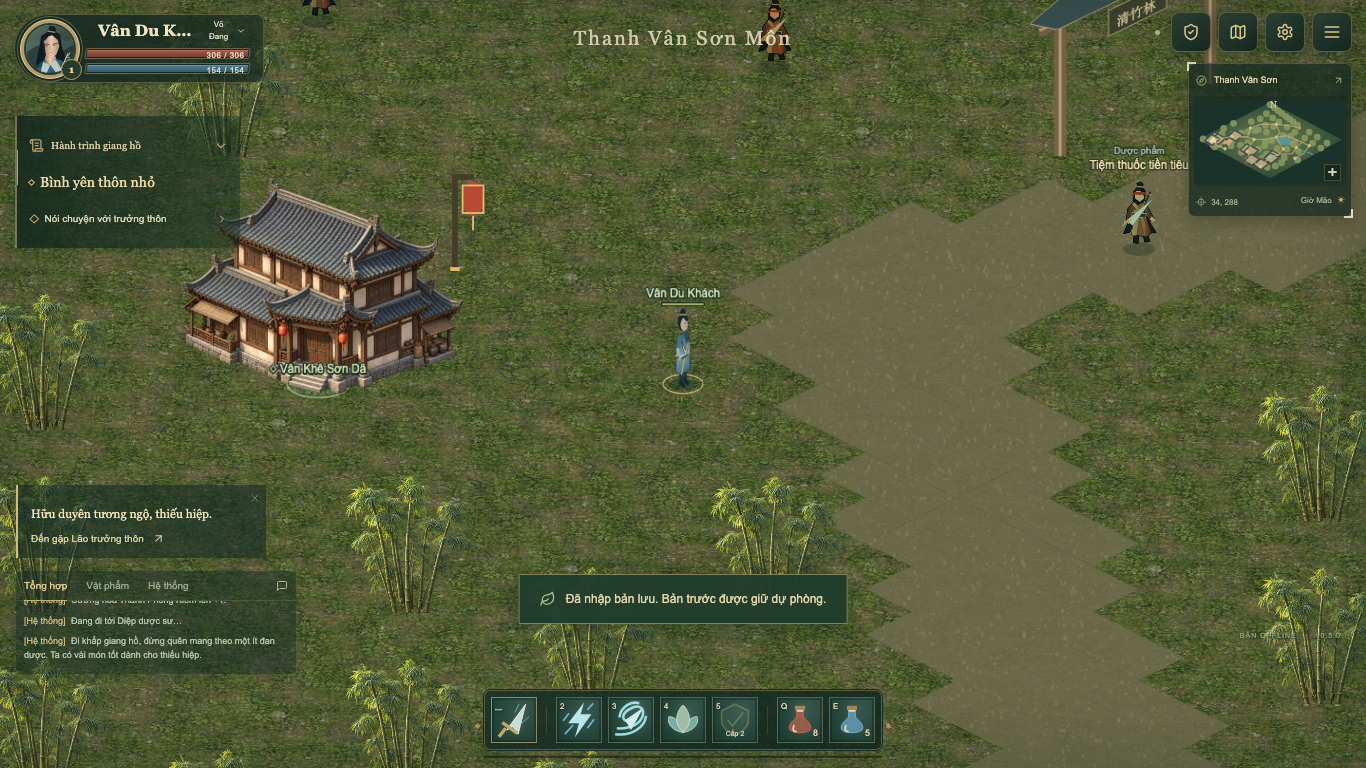 Vân Du K...
Võ Đang
306 / 306
154 / 154
1
Thanh Vân Sơn Môn
清竹林
Thanh Vân Sơn
N
34, 288
Giờ Mão
Hành trình giang hồ
Bình yên thôn nhỏ
Nói chuyện với trưởng thôn
Dược phẩm
Tiệm thuốc tiền tiêu
Vân Du Khách
Vân Khê Sơn Dã
Hữu duyên tương ngộ, thiếu hiệp.
Đến gặp Lão trưởng thôn
Tổng hợp
Vật phẩm
Hệ thống
[Hệ thống] Đang đi tới Diệp dược sư...
[Hệ thống] Đi khắp giang hồ, đừng quên mang theo một ít đan
dược. Ta có vài món tốt dành cho thiếu hiệp.
Đã nhập bản lưu. Bản trước được giữ dự phòng.
BẢN OFFLINE
2
3
4
5
Cấp 2
Q
8
E
5